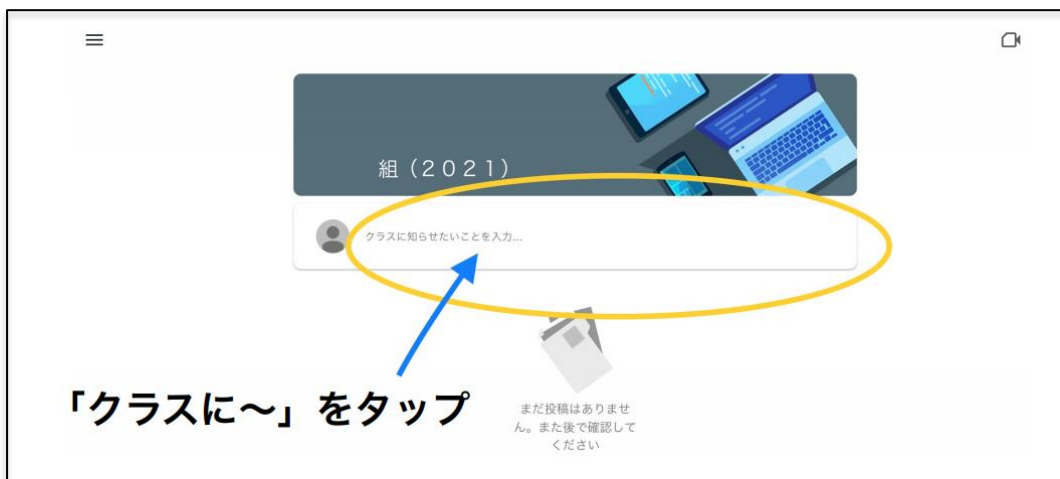 組（２０２１）
クラスに知らせたいことを入力...
「クラスに〜」をタップ
まだ投稿はありませ
ん。また後で確認して
ください